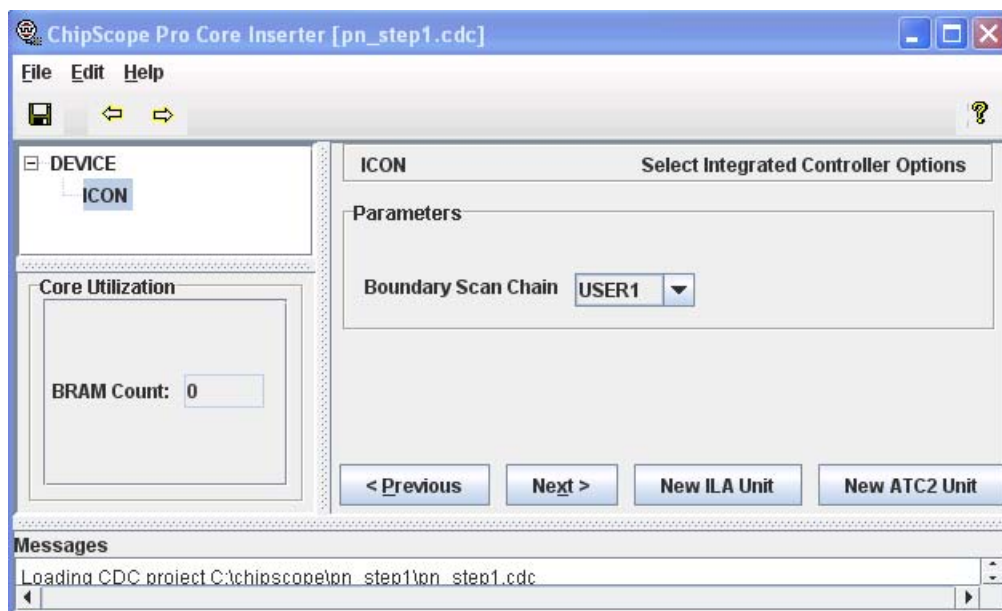 ChipScope Pro Core Inserter [pn_step1.cdc]
File Edit Help
DEVICE
ICON
Core Utilization
BRAM Count: 0
ICON Select Integrated Controller Options
Parameters
Boundary Scan Chain USER1
< Previous Next > New ILA Unit New ATC2 Unit
Messages
Loading CDC project C:\chipscope\pn_step1\pn_step1.cdc